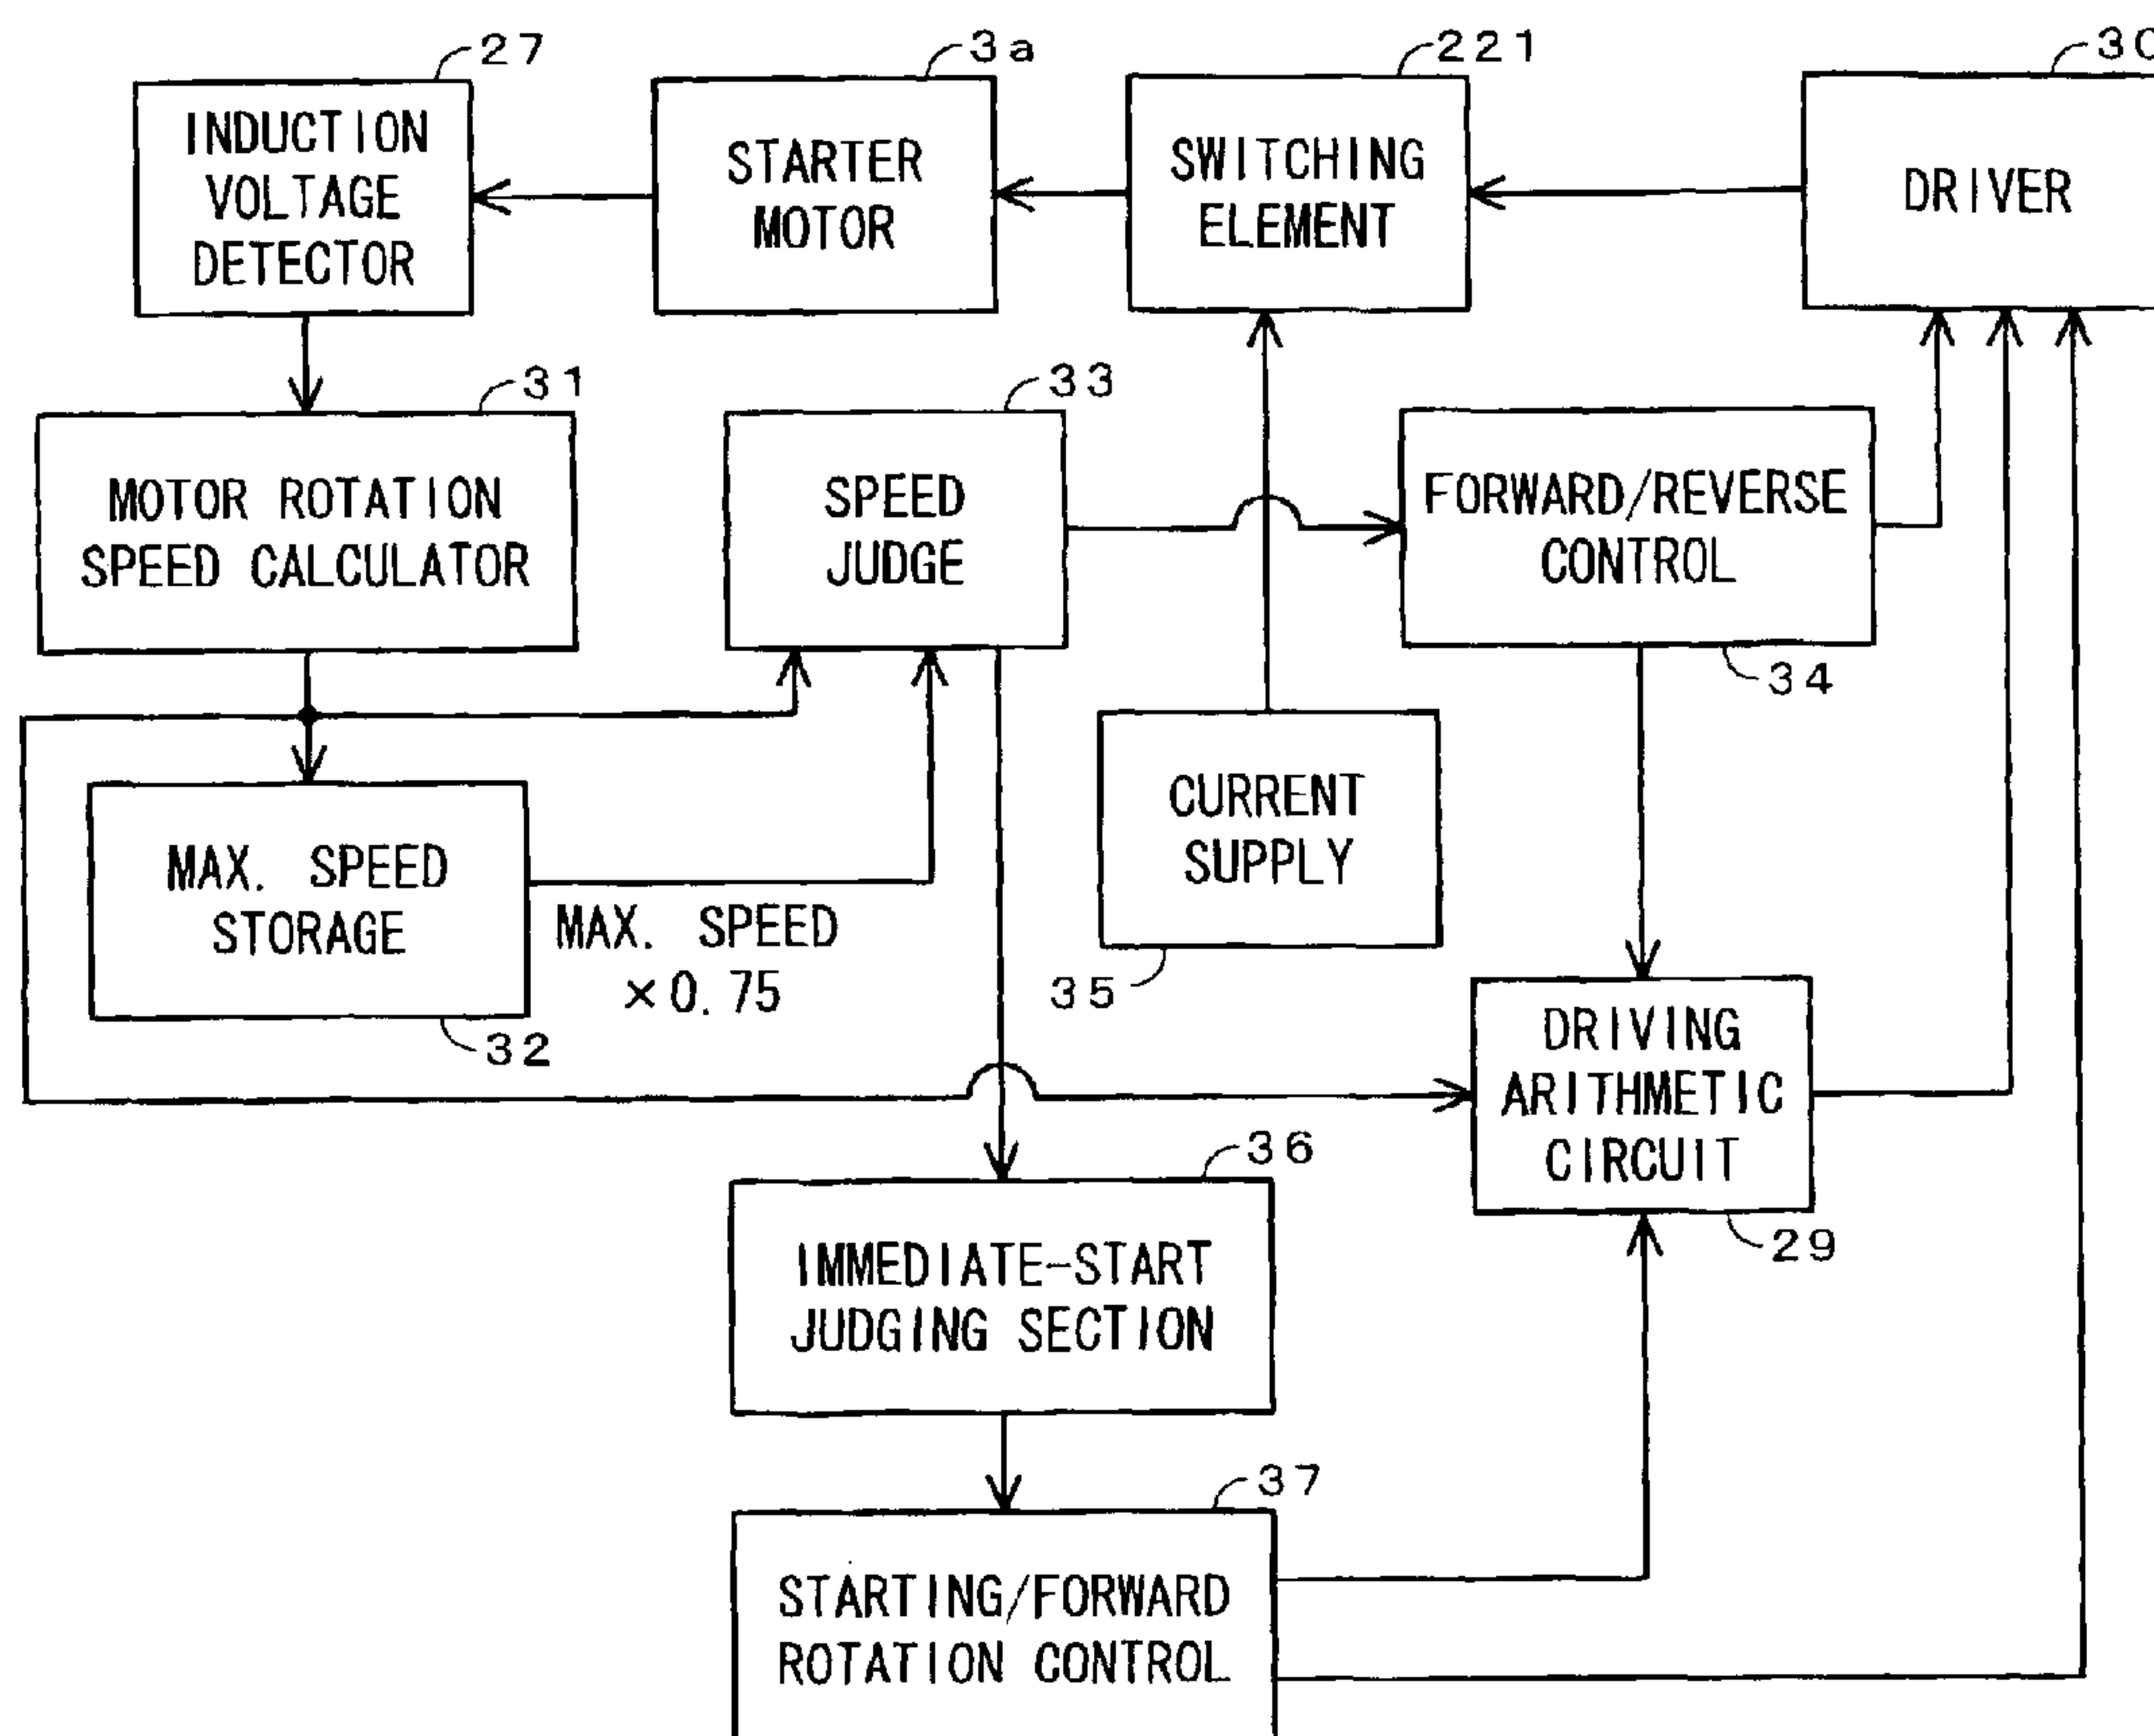 27
3a
221
30
INDUCTION
VOLTAGE
DETECTOR
STARTER
MOTOR
SWITCHING
ELEMENT
DRIVER
31
33
MOTOR ROTATION
SPEED CALCULATOR
SPEED
JUDGE
FORWARD/REVERSE
CONTROL
34
MAX. SPEED
STORAGE
32
MAX. SPEED
×0.75
CURRENT
SUPPLY
35
DRIVING
ARITHMETIC
CIRCUIT
29
36
IMMEDIATE-START
JUDGING SECTION
37
STARTING/FORWARD
ROTATION CONTROL